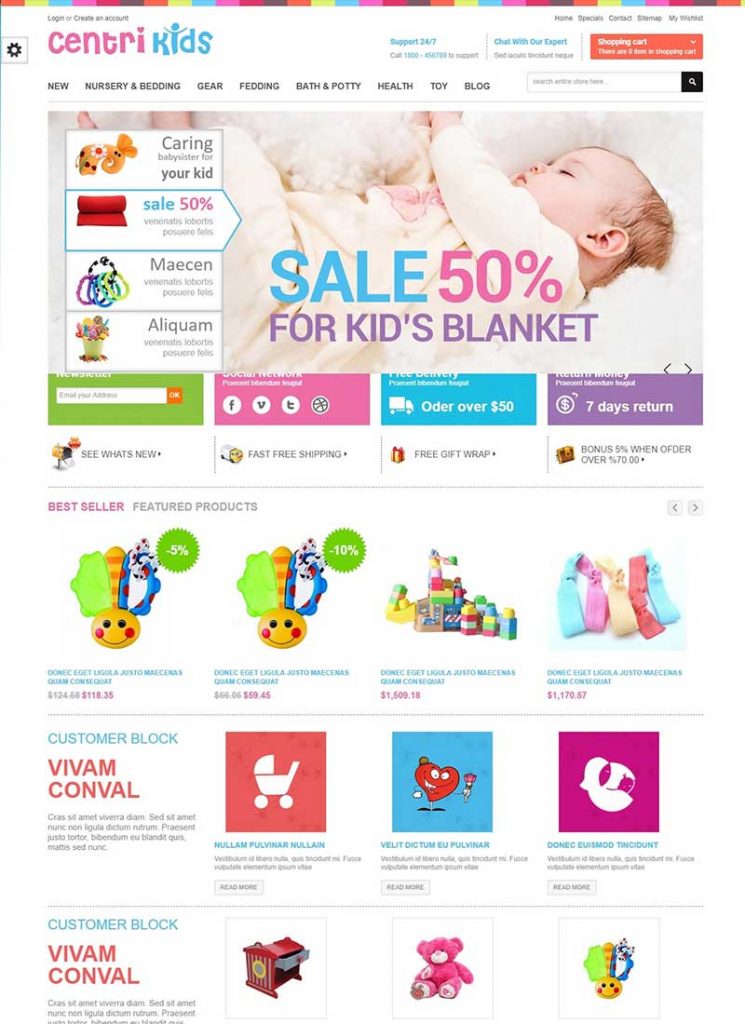 Login or Create an account
Home Specials Contact Sitemap My Wishlist
centri kids
Support 24/7
Call 1800 - 456789 to support
Chat With Our Expert
Sed iaculis tincidunt neque
Shopping cart
There are 0 item in shopping cart
NEW NURSERY & BEDDING GEAR FEDDING BATH & POTTY HEALTH TOY BLOG
search entire store here...
Caring
babysister for
your kid
sale 50%
venenatis lobortis
posuere felis
Maecen
venenatis lobortis
posuere felis
Aliquam
venenatis lobortis
posuere felis
SALE 50%
FOR KID'S BLANKET
Newsletter
Email your Address
OK
Social Network
Praesent bibendum feugiat
Free Delivery
Praesent bibendum feugiat
Oder over $50
Return Money
Praesent bibendum feugiat
7 days return
SEE WHATS NEW
FAST FREE SHIPPING
FREE GIFT WRAP
BONUS 5% WHEN OFDER
OVER %70.00
BEST SELLER FEATURED PRODUCTS
-5%
-10%
DONEC EGET LIGULA JUSTO MAECENAS
QUAM CONSEQUAT
$124.58 $118.35
DONEC EGET LIGULA JUSTO MAECENAS
QUAM CONSEQUAT
$66.05 $59.45
DONEC EGET LIGULA JUSTO MAECENAS
QUAM CONSEQUAT
$1,509.18
DONEC EGET LIGULA JUSTO MAECENAS
QUAM CONSEQUAT
$1,170.57
CUSTOMER BLOCK
VIVAM
CONVAL
Cras sit amet viverra diam. Sed sit amet
nunc non ligula dictum rutrum. Praesent
justo tortor, bibendum eu blandit quis,
mattis sed nunc.
NULLAM PULVINAR NULLAIN
Vestibulum id libero nulla, quis tincidunt mi. Fusce
vulputate elementum ipsum vitae
READ MORE
VELIT DICTUM EU PULVINAR
Vestibulum id libero nulla, quis tincidunt mi. Fusce
vulputate elementum ipsum vitae
READ MORE
DONEC EUISMOD TINCIDUNT
Vestibulum id libero nulla, quis tincidunt mi. Fusce
vulputate elementum ipsum vitae
READ MORE
CUSTOMER BLOCK
VIVAM
CONVAL
Cras sit amet viverra diam. Sed sit amet
nunc non ligula dictum rutrum. Praesent